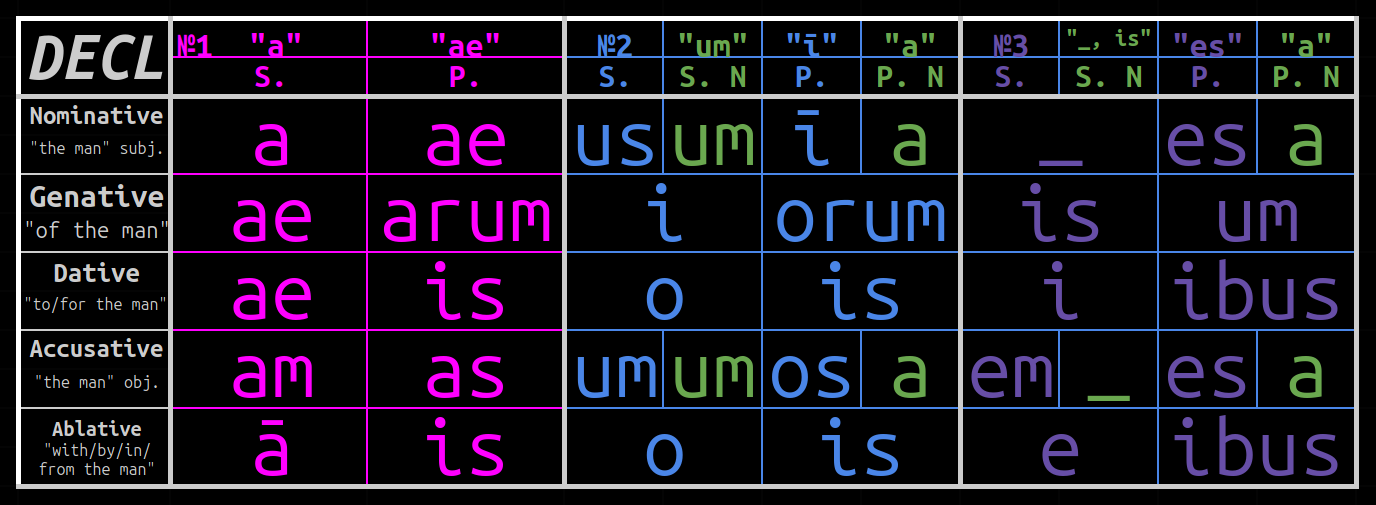 DECL №1 "a" "ae" №2 "um" "ī" "a" №3 "_, is" "es" "a"
S. P. S. S. N P. P. N S. S. N P. P. N
Nominative
"the man" subj.
a ae us um ī a _ es a
Genative
"of the man"
ae arum i orum is um
Dative
"to/for the man"
ae is o is i ibus
Accusative
"the man" obj.
am as um um os a em _ es a
Ablative
"with/by/in/
from the man"
ā is o is e ibus